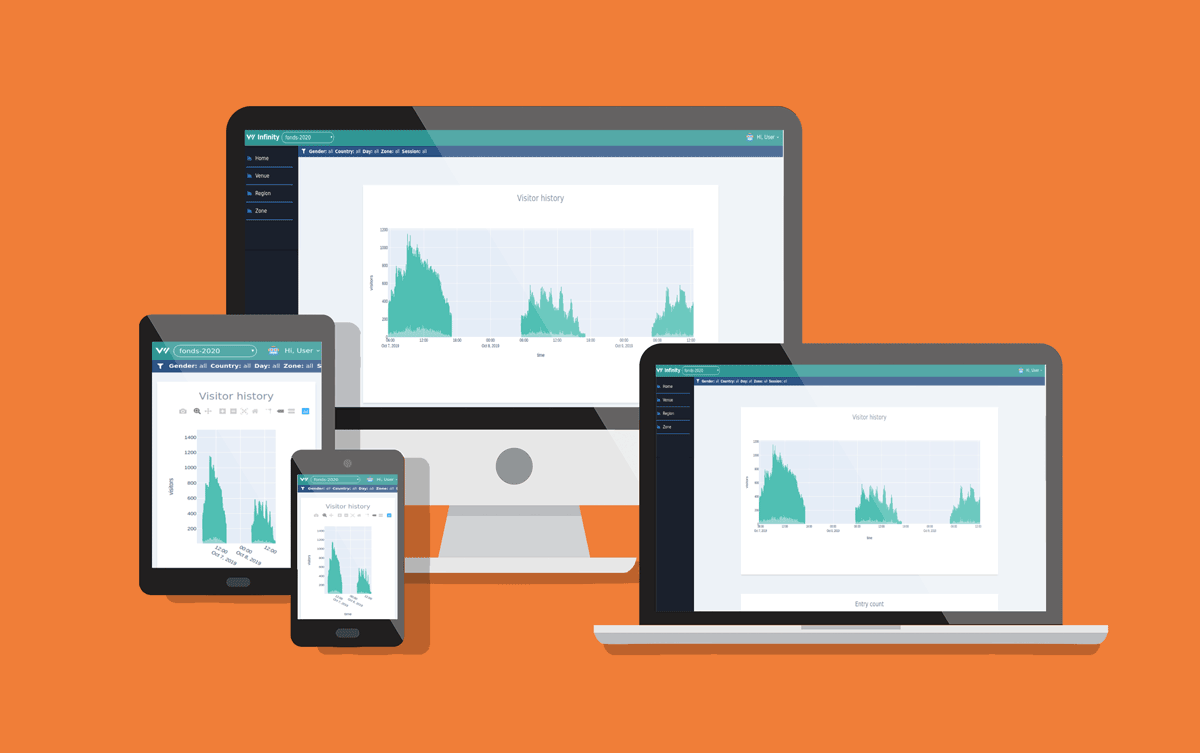 Infinity fonds-2020 Hi, User
Gender: all Country: all Day: all Zone: all Session: all
Home
Venue
Region
Zone
Visitor history
1200
1000
800
600
400
200
visitors
06:00 12:00 18:00 00:00 06:00 12:00 18:00 00:00 06:00 12:00
Oct 7, 2019 Oct 8, 2019
time
fonds-2020 Hi, User
Gender: all Country: all Day: all Zone: all S
Visitor history
1400
1200
1000
800
600
400
200
visitors
12:00 00:00 12:00
Oct 7, 2019 Oct 8, 2019
fonds-2020 Hi, User
Gender: all Country: all Day: all Zone: all
Visitor history
time
Infinity fonds-2020 Hi, User
Gender: all Country: all Day: all Zone: all Session: all
Home
Venue
Region
Zone
Visitor history
visitors
time
Entry count